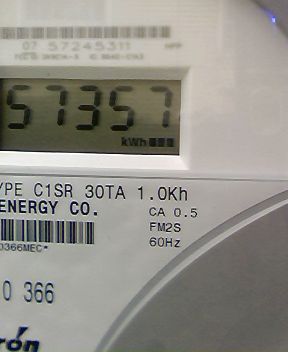 07 57245311
57357
kWh
YPE C1SR 30TA 1.0Kh
ENERGY CO.
CA 0.5
FM2S
60Hz
0366MEC*
0 366
rón